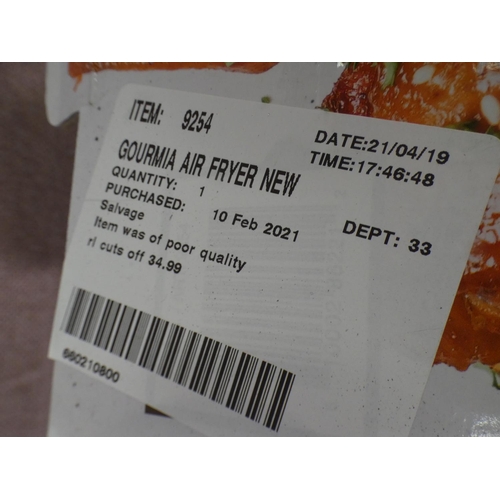 ITEM: 9254
DATE:21/04/19
TIME:17:46:48
GOURMIA AIR FRYER NEW
QUANTITY: 1
PURCHASED: 10 Feb 2021
DEPT: 33
Salvage
Item was of poor quality
rl cuts off 34.99
660210800